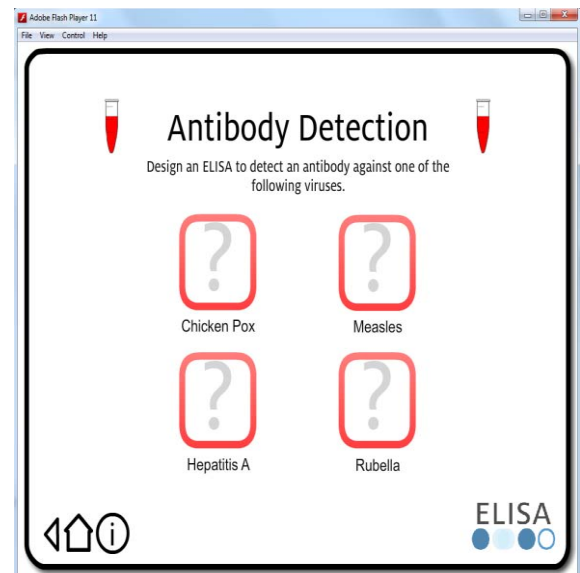 Adobe Flash Player 11
File View Control Help
Antibody Detection
Design an ELISA to detect an antibody against one of the
following viruses.
?
?
Chicken Pox
Measles
?
?
Hepatitis A
Rubella
i
ELISA